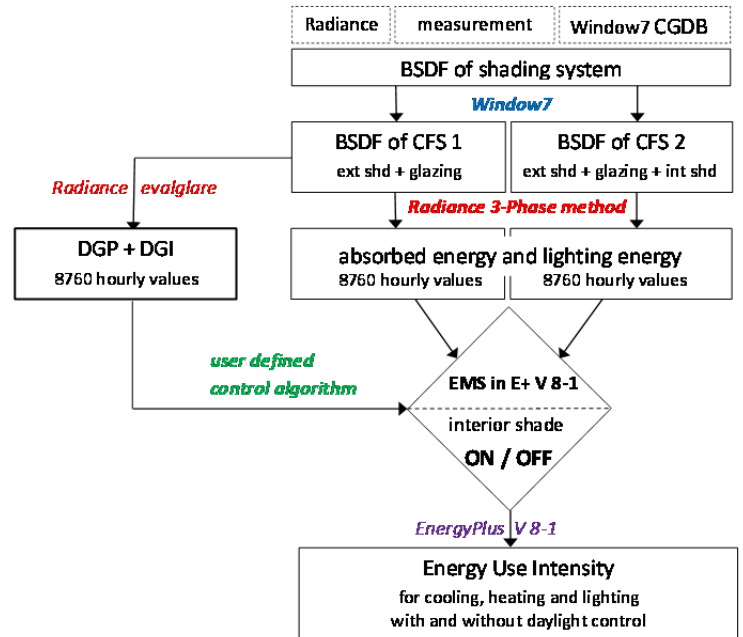 Radiance measurement Window7 CGDB
BSDF of shading system
Window7
BSDF of CFS 1
ext shd + glazing
BSDF of CFS 2
ext shd + glazing + int shd
Radiance evalglare
Radiance 3-Phase method
DGP + DGI
8760 hourly values
absorbed energy and lighting energy
8760 hourly values 8760 hourly values
user defined
control algorithm
EMS in E+ V 8-1
interior shade
ON / OFF
EnergyPlus V 8-1
Energy Use Intensity
for cooling, heating and lighting
with and without daylight control